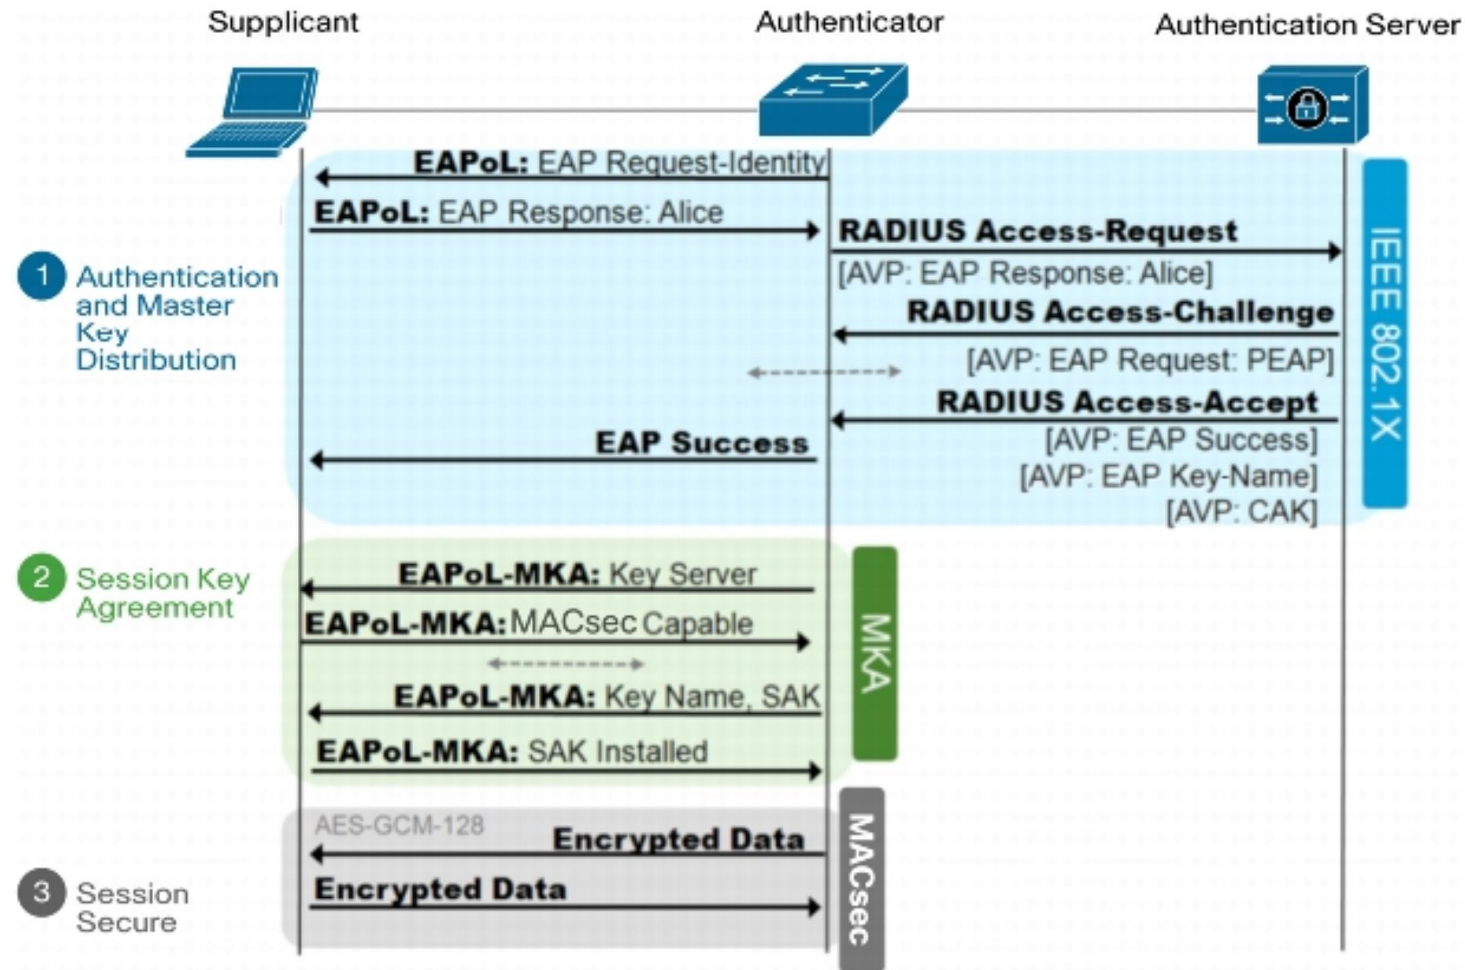 Supplicant
Authenticator
Authentication Server
EAPoL: EAP Request-Identity
EAPoL: EAP Response: Alice
RADIUS Access-Request
[AVP: EAP Response: Alice]
RADIUS Access-Challenge
[AVP: EAP Request: PEAP]
RADIUS Access-Accept
[AVP: EAP Success]
[AVP: EAP Key-Name]
[AVP: CAK]
EAP Success
IEEE 802.1X
1
Authentication
and Master
Key
Distribution
2
Session Key
Agreement
EAPoL-MKA: Key Server
EAPoL-MKA: MACsec Capable
EAPoL-MKA: Key Name, SAK
EAPoL-MKA: SAK Installed
MKA
3
Session
Secure
AES-GCM-128
Encrypted Data
Encrypted Data
MACsec